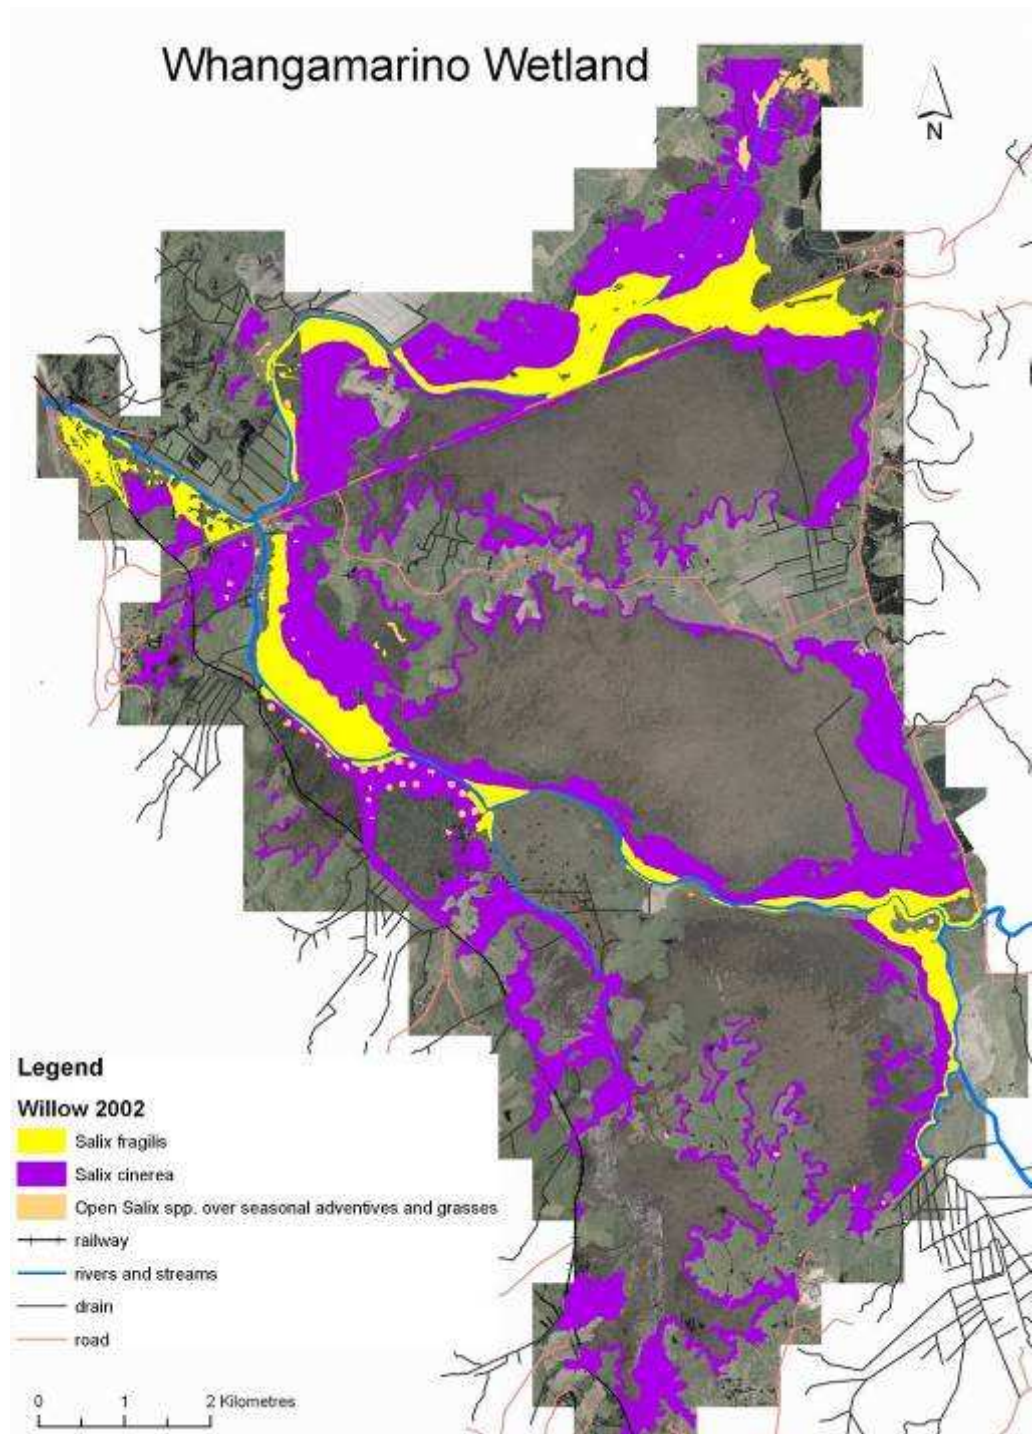 Whangamarino Wetland
N
Legend
Willow 2002
Salix fragilis
Salix cinerea
Open Salix spp. over seasonal adventives and grasses
railway
rivers and streams
drain
road
0 1 2 Kilometres